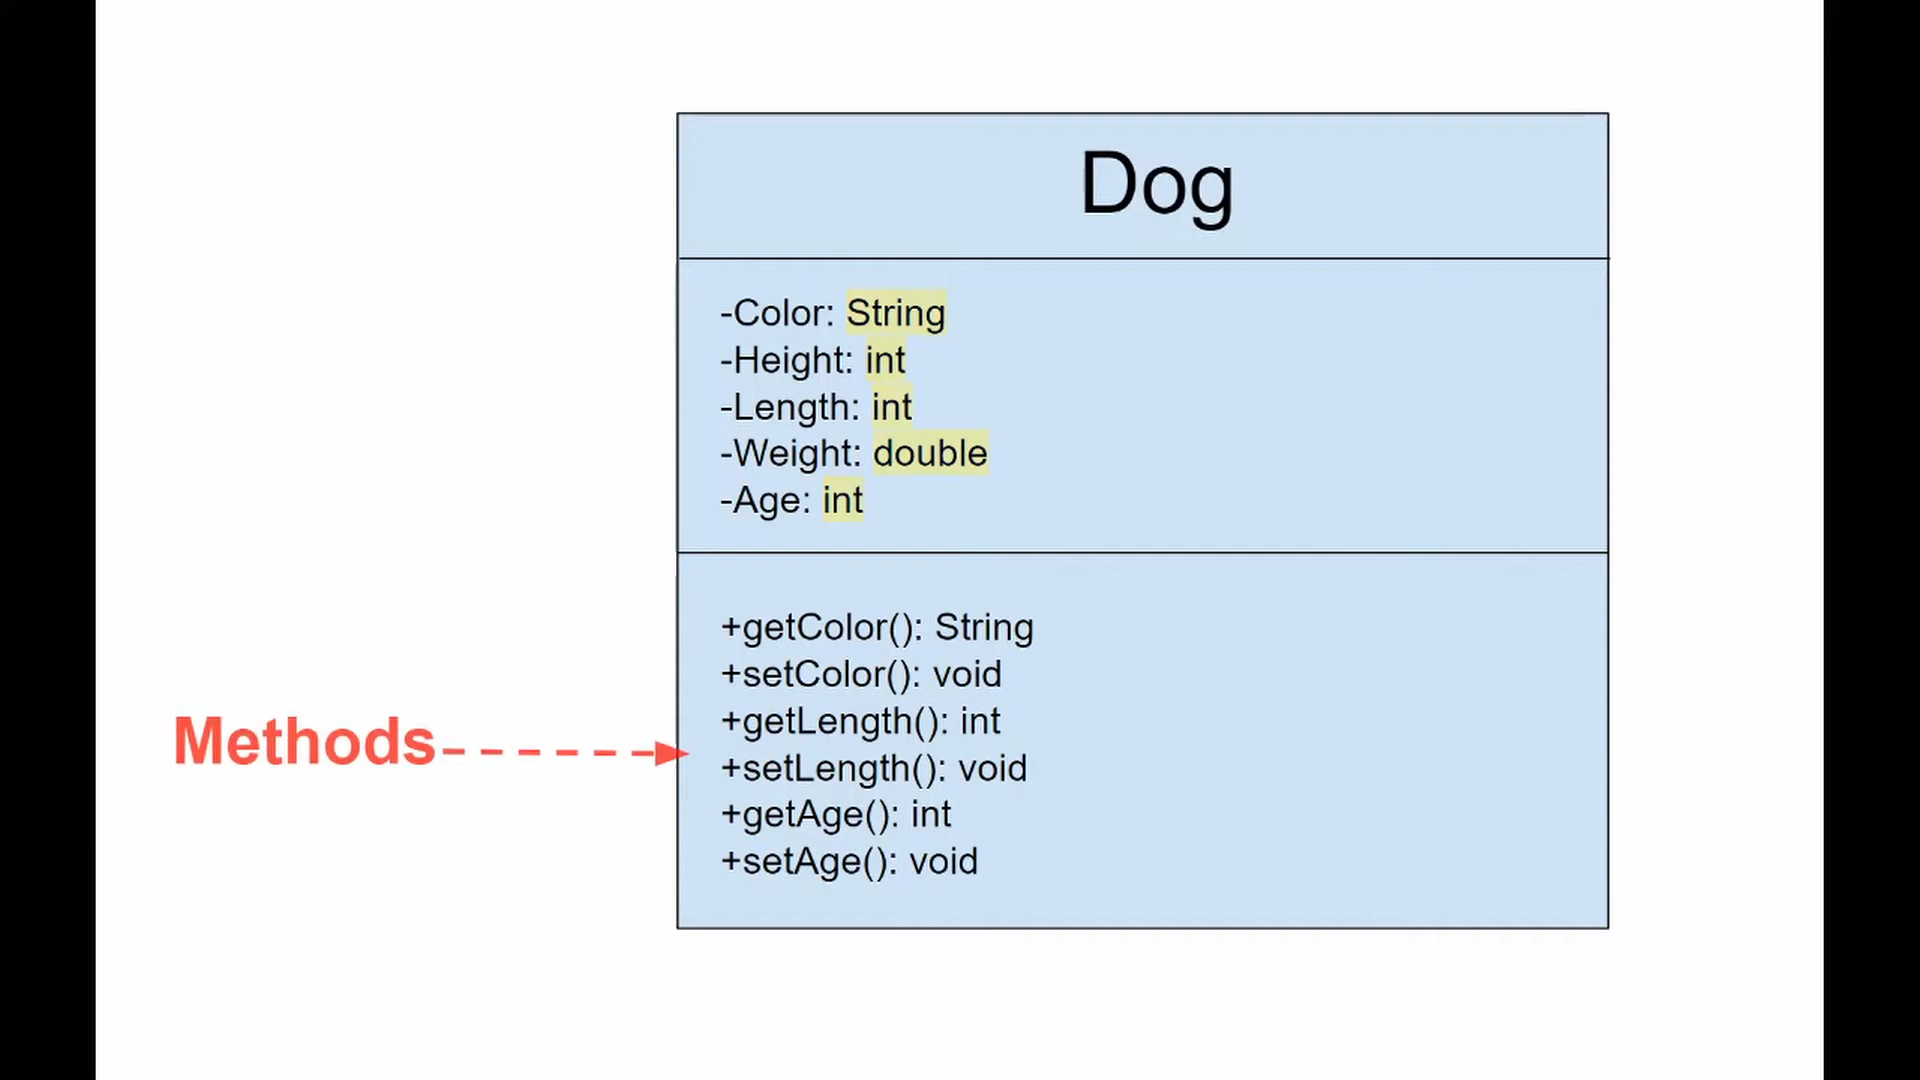 Dog
-Color: String
-Height: int
-Length: int
-Weight: double
-Age: int
+getColor(): String
+setColor(): void
+getLength(): int
Methods
+setLength(): void
+getAge(): int
+setAge(): void